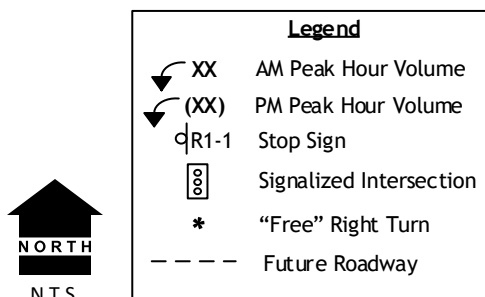 Legend
XX AM Peak Hour Volume
(XX) PM Peak Hour Volume
R1-1 Stop Sign
Signalized Intersection
* “Free” Right Turn
Future Roadway
NORTH
N.T.S.